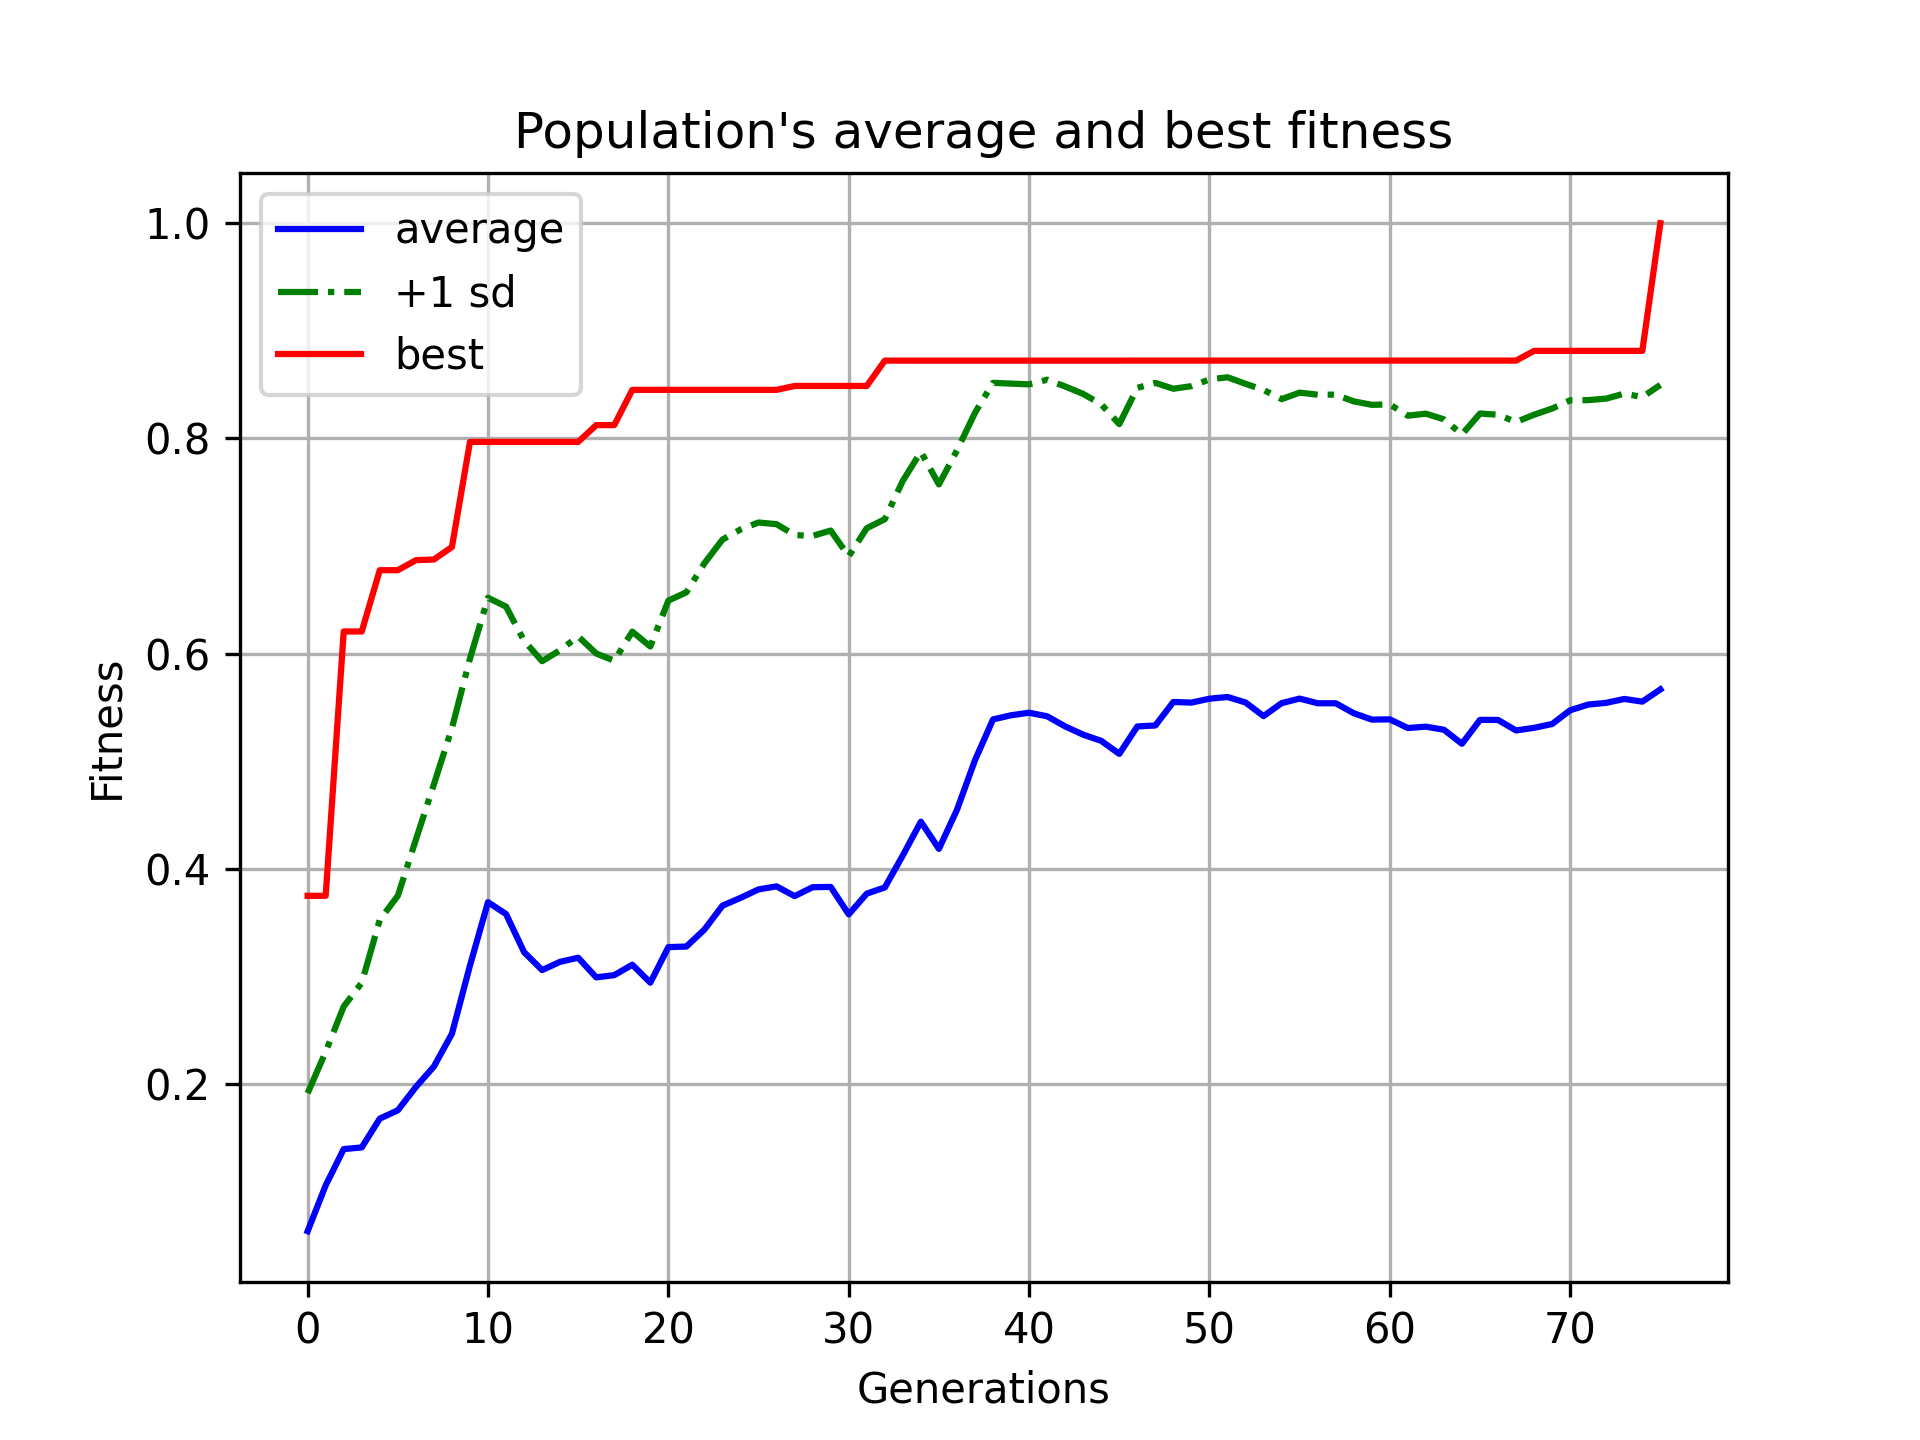 Population's average and best fitness
average
+1 sd
best
1.0
0.8
0.6
0.4
0.2
Fitness
0 10 20 30 40 50 60 70
Generations